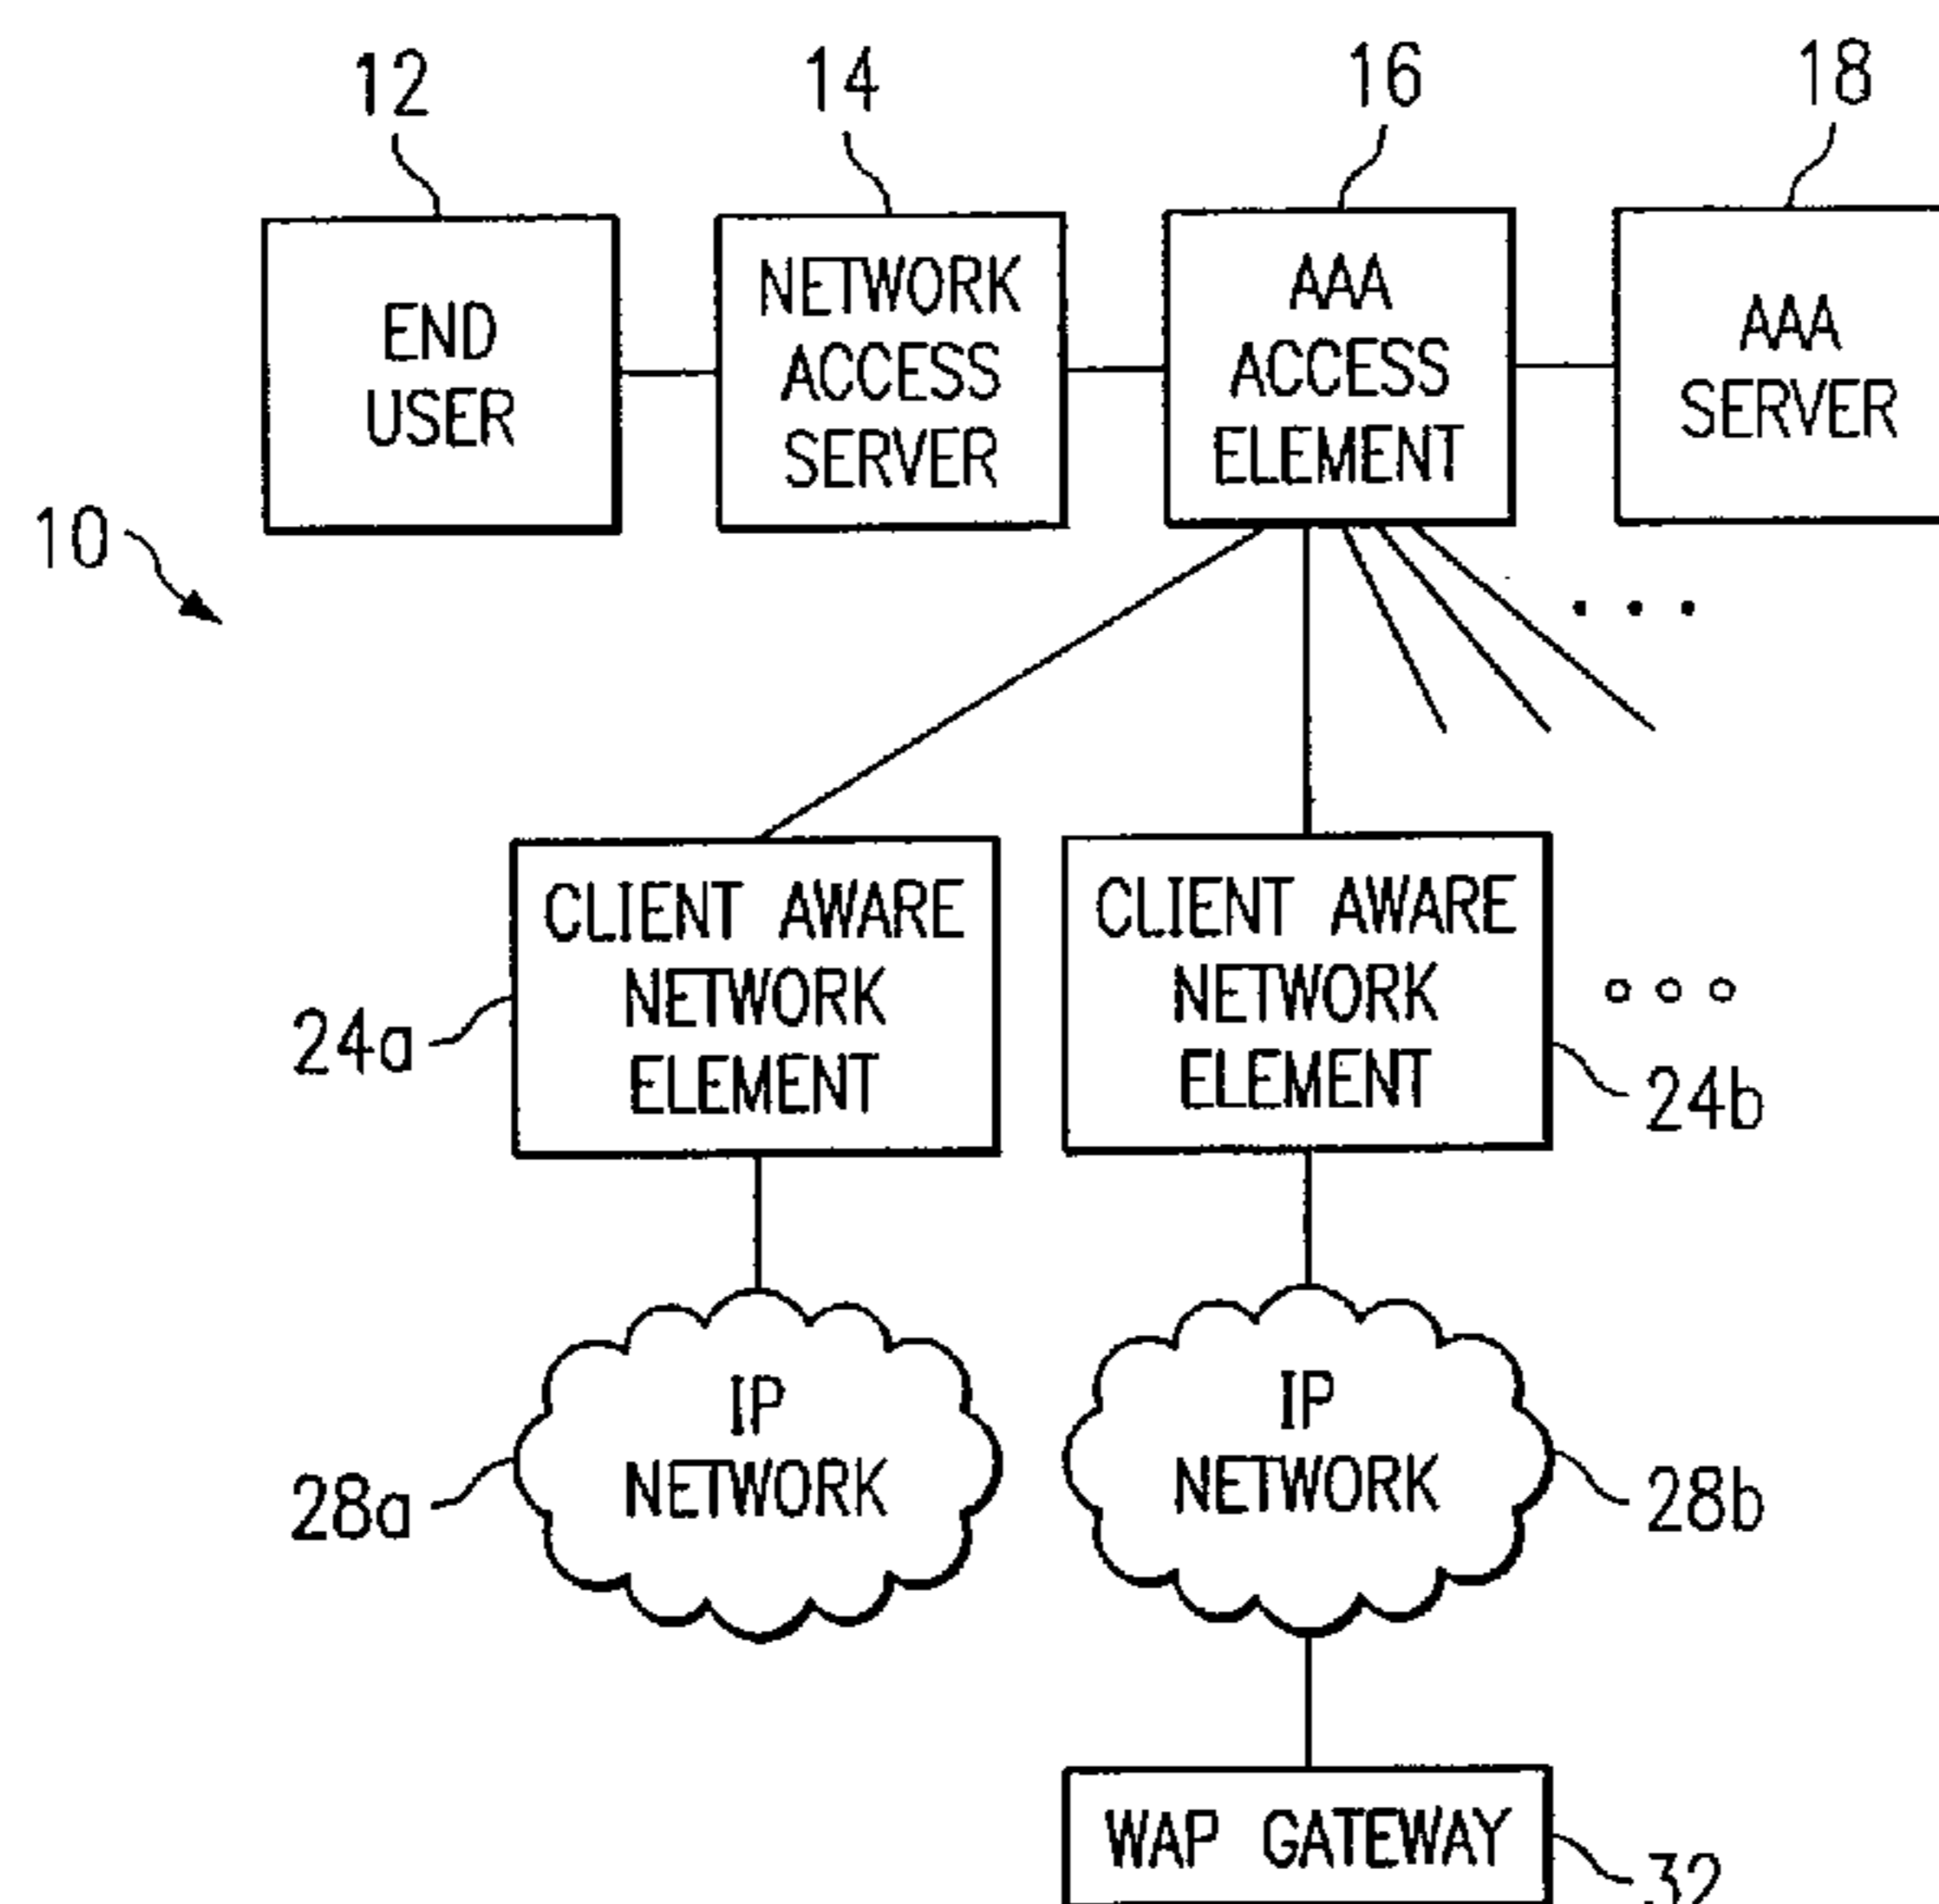 12
14
16
18
END
USER
NETWORK
ACCESS
SERVER
AAA
ACCESS
ELEMENT
AAA
SERVER
10
CLIENT AWARE
NETWORK
ELEMENT
CLIENT AWARE
NETWORK
ELEMENT
24a
24b
IP
NETWORK
IP
NETWORK
28a
28b
WAP GATEWAY
32